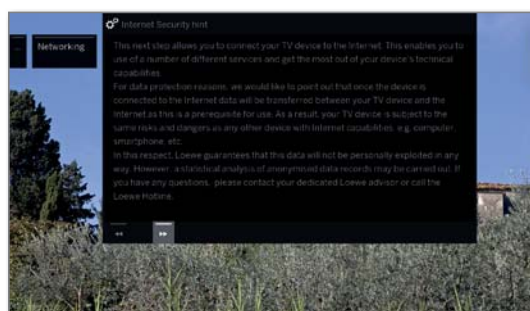 Internet Security hint
... Networking
This next step allows you to connect your TV device to the Internet. This enables you to
use of a number of different services and get the most out of your device's technical
capabilities.
For data protection reasons, we would like to point out that once the device is
connected to the Internet data will be transferred between your TV device and the
Internet as this is a prerequisite for use. As a result, your TV device is subject to the
same risks and dangers as any other device with Internet capabilities, e.g. computer,
smartphone, etc.
In this respect, Loewe guarantees that this data will not be personally exploited in any
way. However, a statistical analysis of anonymoid data records may be carried out. If
you have any questions, please contact your dedicated Loewe advisor or call the
Loewe Hotline.